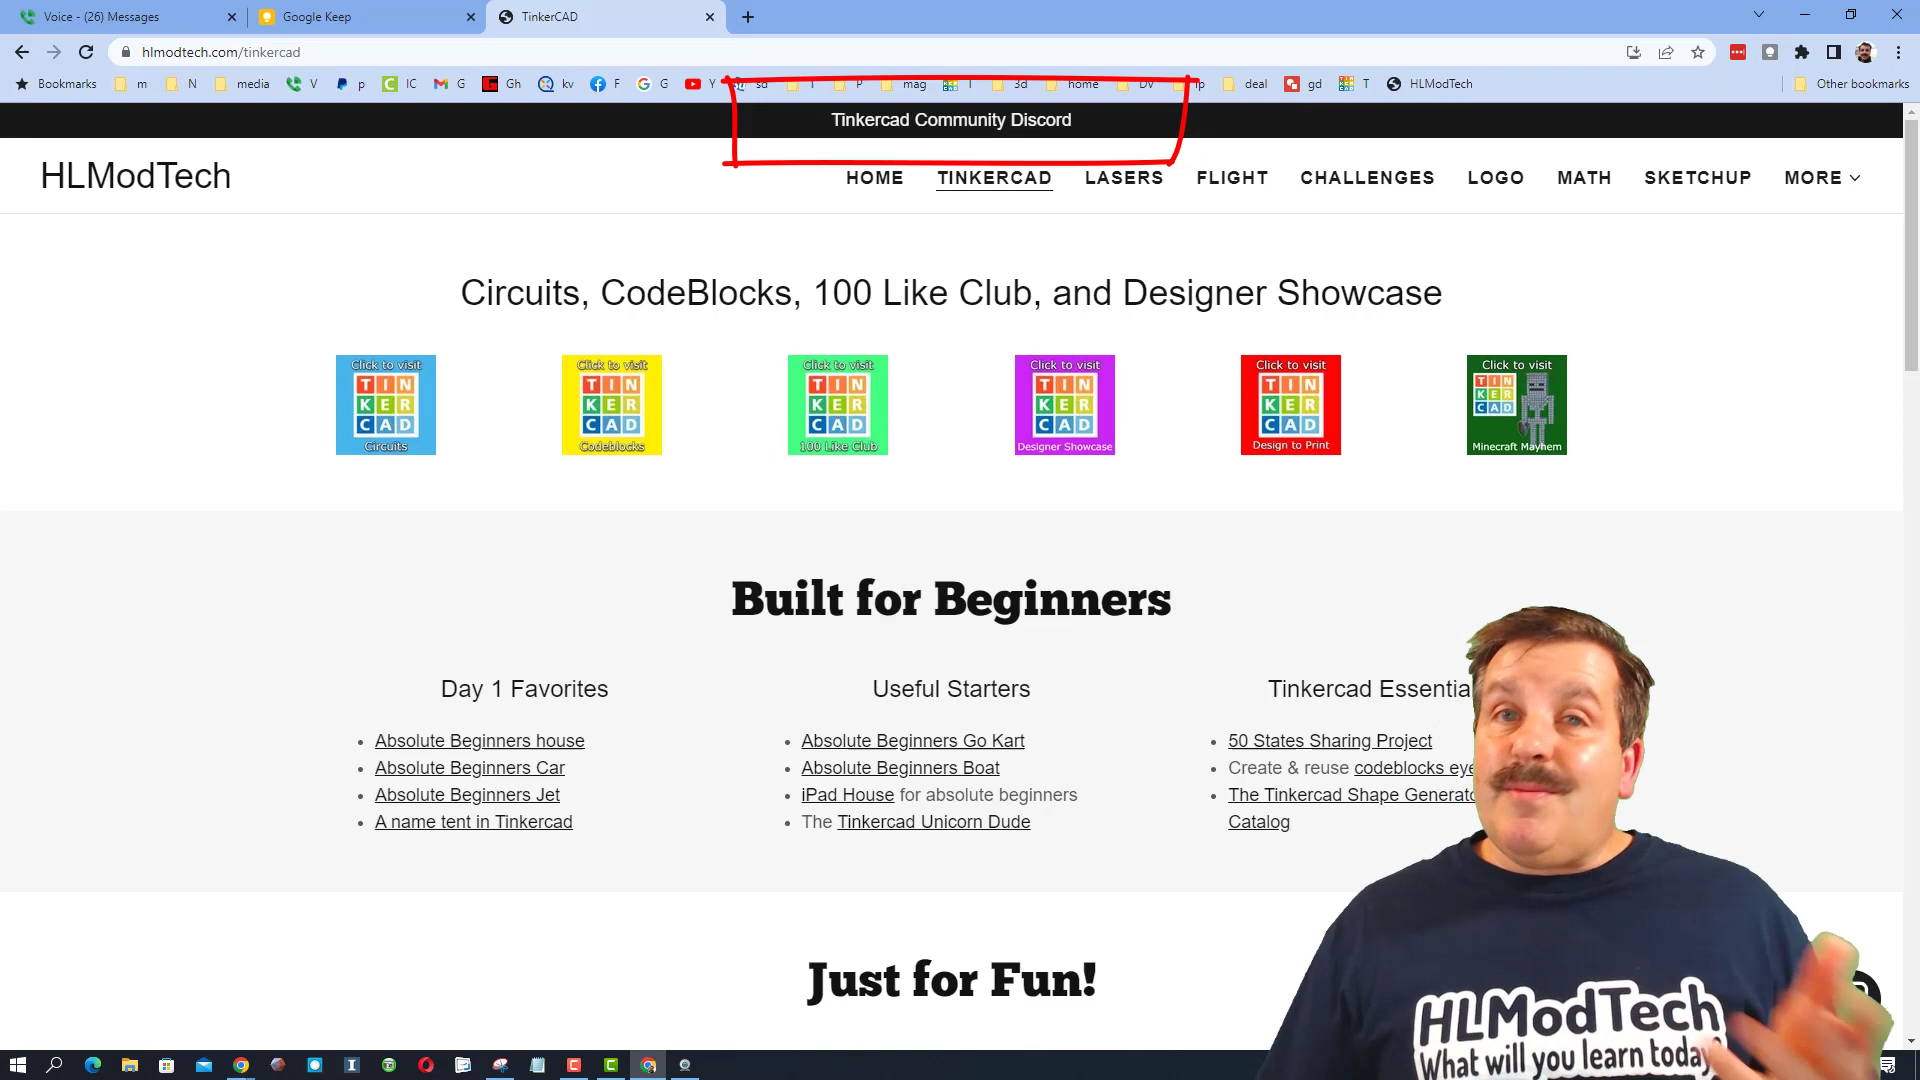 Voice - (26) Messages
Google Keep
TinkerCAD
hlmodtech.com/tinkercad
Bookmarks m N media V p IC G Gh kv F G Y sd P mag T 3d home DV deal gd T HLModTech Other bookmarks
Tinkercad Community Discord
HLModTech
HOME TINKERCAD LASERS FLIGHT CHALLENGES LOGO MATH SKETCHUP MORE
Circuits, CodeBlocks, 100 Like Club, and Designer Showcase
Click to visit
TIN
KER
CAD
Circuits
Click to visit
TIN
KER
CAD
Codeblocks
Click to visit
TIN
KER
CAD
100 Like Club
Click to visit
TIN
KER
CAD
Designer Showcase
Click to visit
TIN
KER
CAD
Design to Print
Click to visit
TIN
KER
CAD
Minecraft Mayhem
Built for Beginners
Day 1 Favorites
Absolute Beginners house
Absolute Beginners Car
Absolute Beginners Jet
A name tent in Tinkercad
Useful Starters
Absolute Beginners Go Kart
Absolute Beginners Boat
iPad House for absolute beginners
The Tinkercad Unicorn Dude
Tinkercad Essentia
50 States Sharing Project
Create & reuse codeblocks eye
The Tinkercad Shape Generato
Catalog
Just for Fun!
HLModTech
What will you learn today?